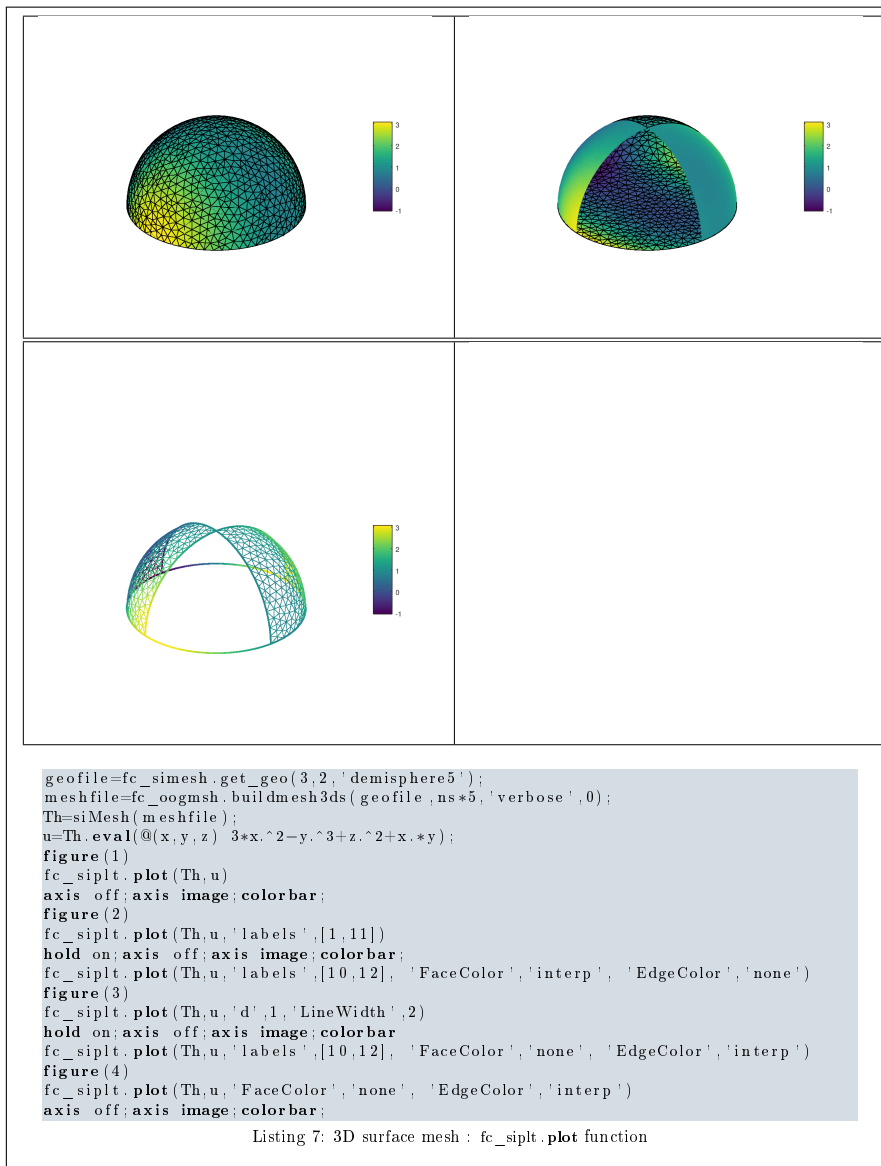 3
2
1
0
-1
3
2
1
0
-1
3
2
1
0
-1
geofile=fc_simesh.get_geo(3,2,'demisphere5');
meshfile=fc_oogmsh.buildmesh3ds(geofile,ns*5,'verbose',0);
Th=siMesh(meshfile);
u=Th.eval(@(x,y,z) 3*x.^2-y.^3+z.^2+x.*y);
figure(1)
fc_siplt.plot(Th,u)
axis off;axis image;colorbar;
figure(2)
fc_siplt.plot(Th,u,'labels',[1,11])
hold on;axis off;axis image;colorbar;
fc_siplt.plot(Th,u,'labels',[10,12], 'FaceColor','interp', 'EdgeColor','none')
figure(3)
fc_siplt.plot(Th,u,'d',1,'LineWidth',2)
hold on;axis off;axis image;colorbar
fc_siplt.plot(Th,u,'labels',[10,12], 'FaceColor','none', 'EdgeColor','interp')
figure(4)
fc_siplt.plot(Th,u,'FaceColor','none', 'EdgeColor','interp')
axis off;axis image;colorbar;
Listing 7: 3D surface mesh : fc_siplt.plot function